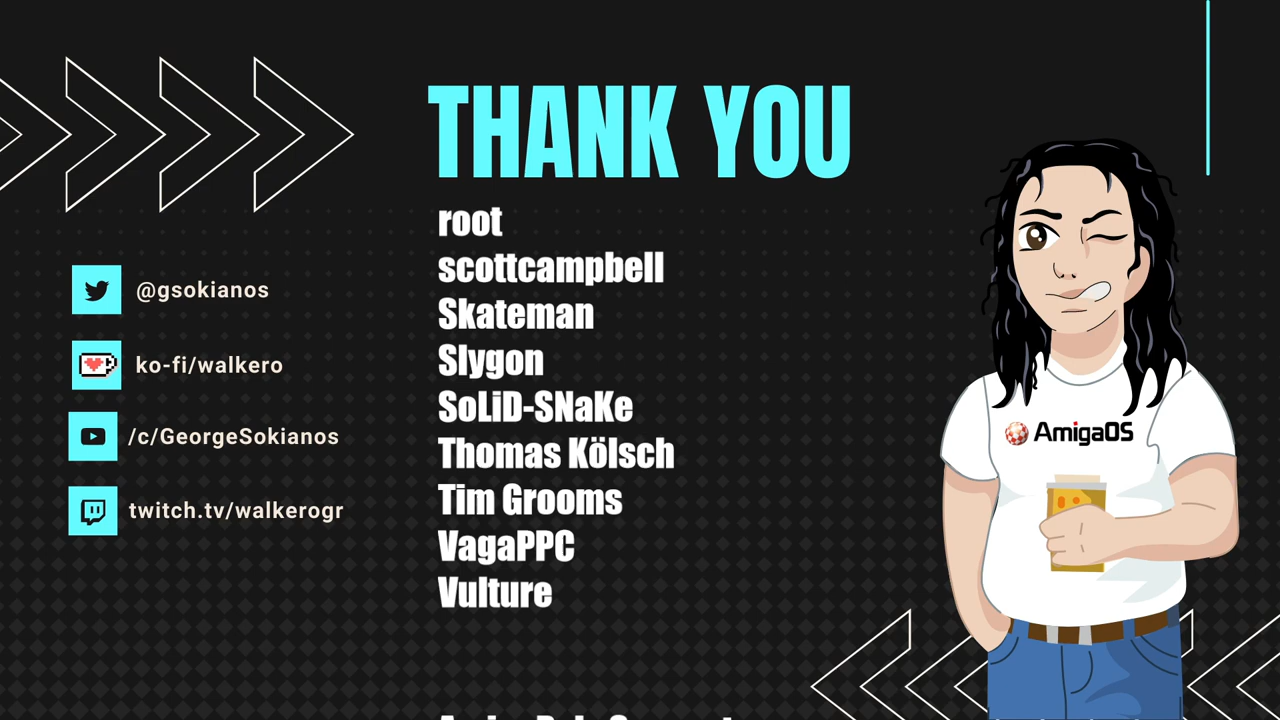 THANK YOU
root
scottcampbell
Skateman
Slygon
SoLiD-SNaKe
Thomas Kölsch
Tim Grooms
VagaPPC
Vulture
@gsokianos
ko-fi/walkero
/c/GeorgeSokianos
twitch.tv/walkerogr
AmigaOS